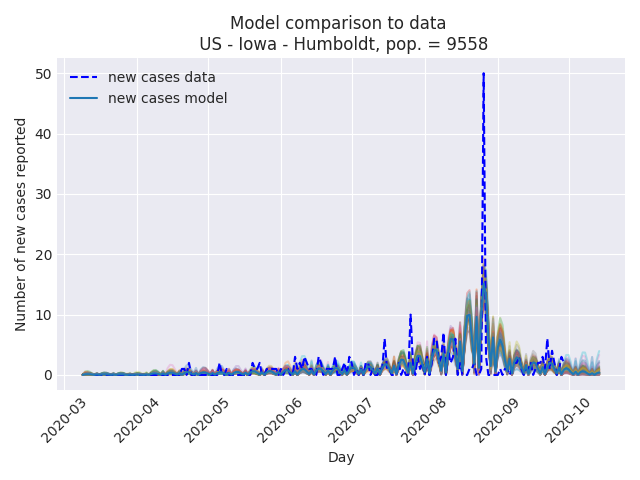 Model comparison to data
US - Iowa - Humboldt, pop. = 9558
new cases data
new cases model
Number of new cases reported
50
40
30
20
10
0
2020-03
2020-04
2020-05
2020-06
2020-07
2020-08
2020-09
2020-10
Day